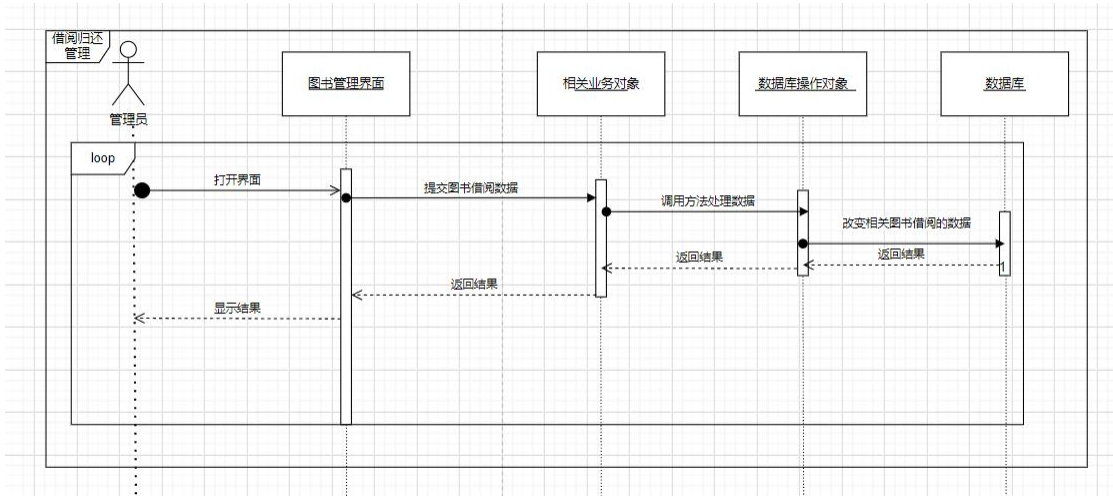 借阅归还
管理
管理员
图书管理界面
相关业务对象
数据库操作对象
数据库
loop
打开界面
提交图书借阅数据
调用方法处理数据
改变相关图书借阅的数据
返回结果
返回结果
返回结果
显示结果
1